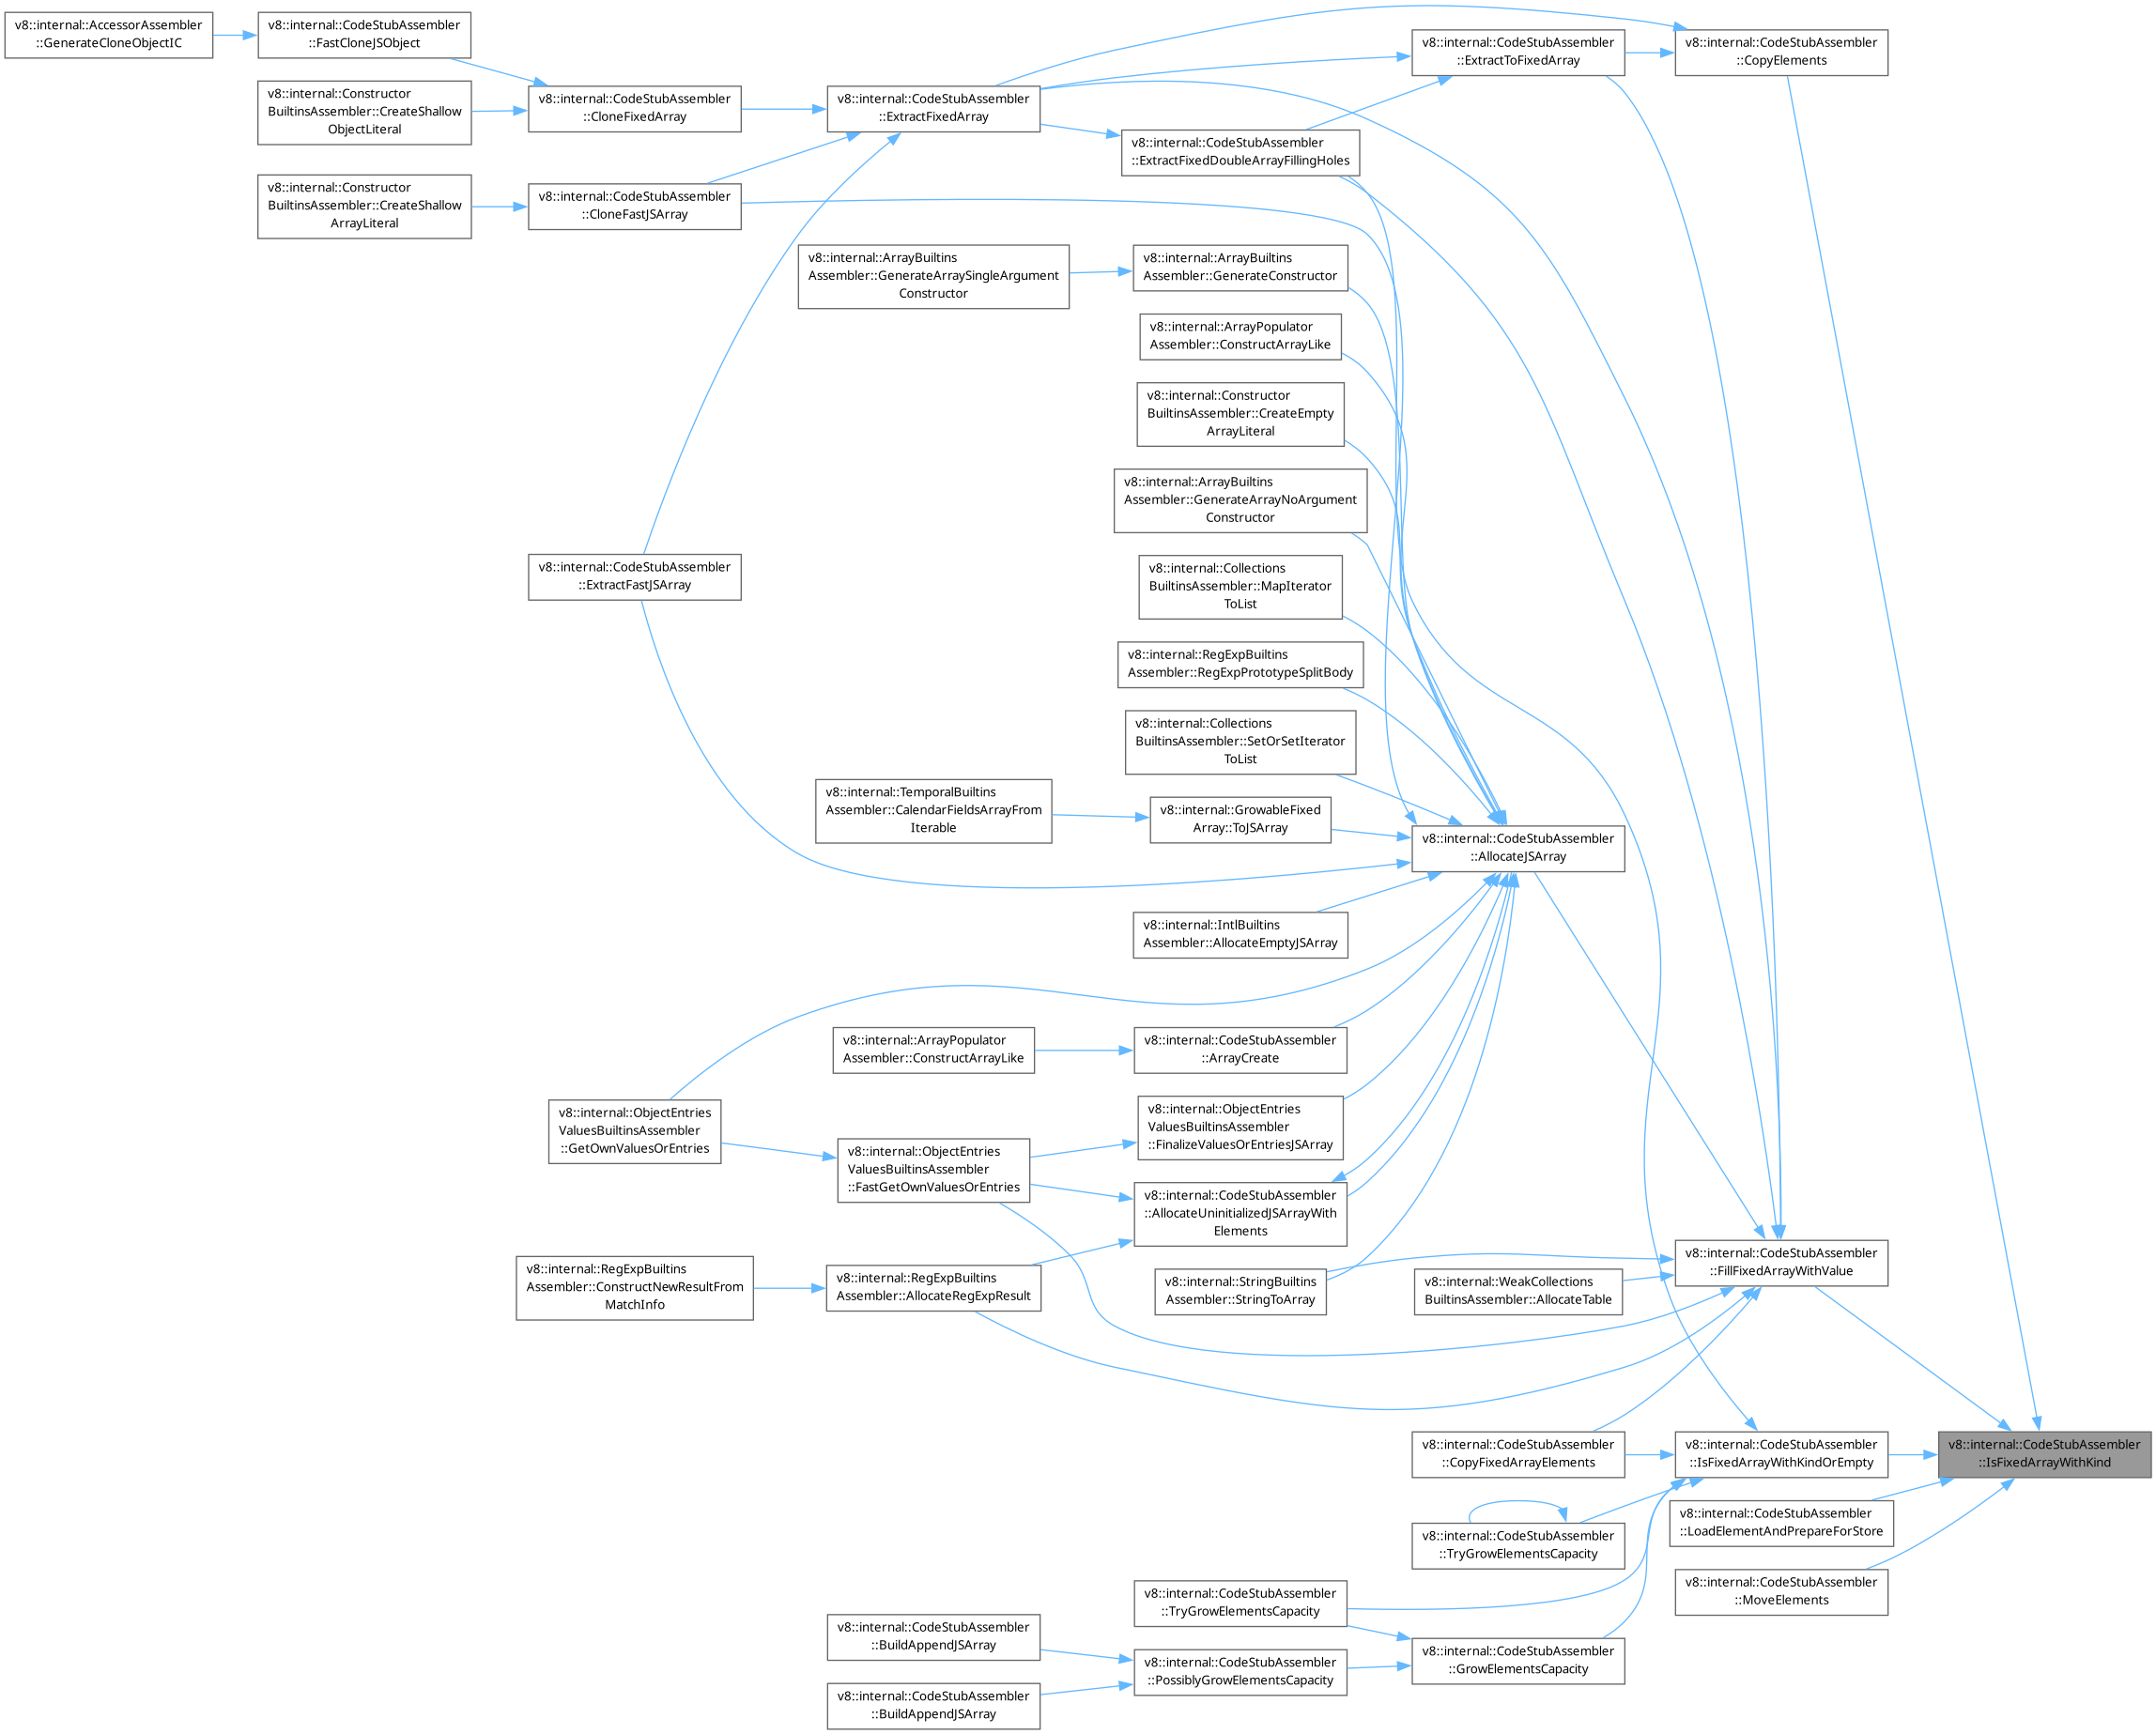 v8::internal::AccessorAssembler
::GenerateCloneObjectIC
v8::internal::CodeStubAssembler
::FastCloneJSObject
v8::internal::Constructor
BuiltinsAssembler::CreateShallow
ObjectLiteral
v8::internal::Constructor
BuiltinsAssembler::CreateShallow
ArrayLiteral
v8::internal::CodeStubAssembler
::CloneFixedArray
v8::internal::CodeStubAssembler
::CloneFastJSArray
v8::internal::CodeStubAssembler
::ExtractFixedArray
v8::internal::CodeStubAssembler
::ExtractToFixedArray
v8::internal::CodeStubAssembler
::CopyElements
v8::internal::CodeStubAssembler
::ExtractFixedDoubleArrayFillingHoles
v8::internal::ArrayBuiltins
Assembler::GenerateArraySingleArgument
Constructor
v8::internal::ArrayBuiltins
Assembler::GenerateConstructor
v8::internal::ArrayPopulator
Assembler::ConstructArrayLike
v8::internal::Constructor
BuiltinsAssembler::CreateEmpty
ArrayLiteral
v8::internal::ArrayBuiltins
Assembler::GenerateArrayNoArgument
Constructor
v8::internal::CodeStubAssembler
::ExtractFastJSArray
v8::internal::Collections
BuiltinsAssembler::MapIterator
ToList
v8::internal::RegExpBuiltins
Assembler::RegExpPrototypeSplitBody
v8::internal::Collections
BuiltinsAssembler::SetOrSetIterator
ToList
v8::internal::TemporalBuiltins
Assembler::CalendarFieldsArrayFrom
Iterable
v8::internal::GrowableFixed
Array::ToJSArray
v8::internal::CodeStubAssembler
::AllocateJSArray
v8::internal::IntlBuiltins
Assembler::AllocateEmptyJSArray
v8::internal::ArrayPopulator
Assembler::ConstructArrayLike
v8::internal::CodeStubAssembler
::ArrayCreate
v8::internal::ObjectEntries
ValuesBuiltinsAssembler
::GetOwnValuesOrEntries
v8::internal::ObjectEntries
ValuesBuiltinsAssembler
::FastGetOwnValuesOrEntries
v8::internal::ObjectEntries
ValuesBuiltinsAssembler
::FinalizeValuesOrEntriesJSArray
v8::internal::CodeStubAssembler
::AllocateUninitializedJSArrayWith
Elements
v8::internal::RegExpBuiltins
Assembler::ConstructNewResultFrom
MatchInfo
v8::internal::RegExpBuiltins
Assembler::AllocateRegExpResult
v8::internal::StringBuiltins
Assembler::StringToArray
v8::internal::WeakCollections
BuiltinsAssembler::AllocateTable
v8::internal::CodeStubAssembler
::FillFixedArrayWithValue
v8::internal::CodeStubAssembler
::CopyFixedArrayElements
v8::internal::CodeStubAssembler
::IsFixedArrayWithKindOrEmpty
v8::internal::CodeStubAssembler
::IsFixedArrayWithKind
v8::internal::CodeStubAssembler
::TryGrowElementsCapacity
v8::internal::CodeStubAssembler
::LoadElementAndPrepareForStore
v8::internal::CodeStubAssembler
::MoveElements
v8::internal::CodeStubAssembler
::TryGrowElementsCapacity
v8::internal::CodeStubAssembler
::GrowElementsCapacity
v8::internal::CodeStubAssembler
::BuildAppendJSArray
v8::internal::CodeStubAssembler
::PossiblyGrowElementsCapacity
v8::internal::CodeStubAssembler
::BuildAppendJSArray